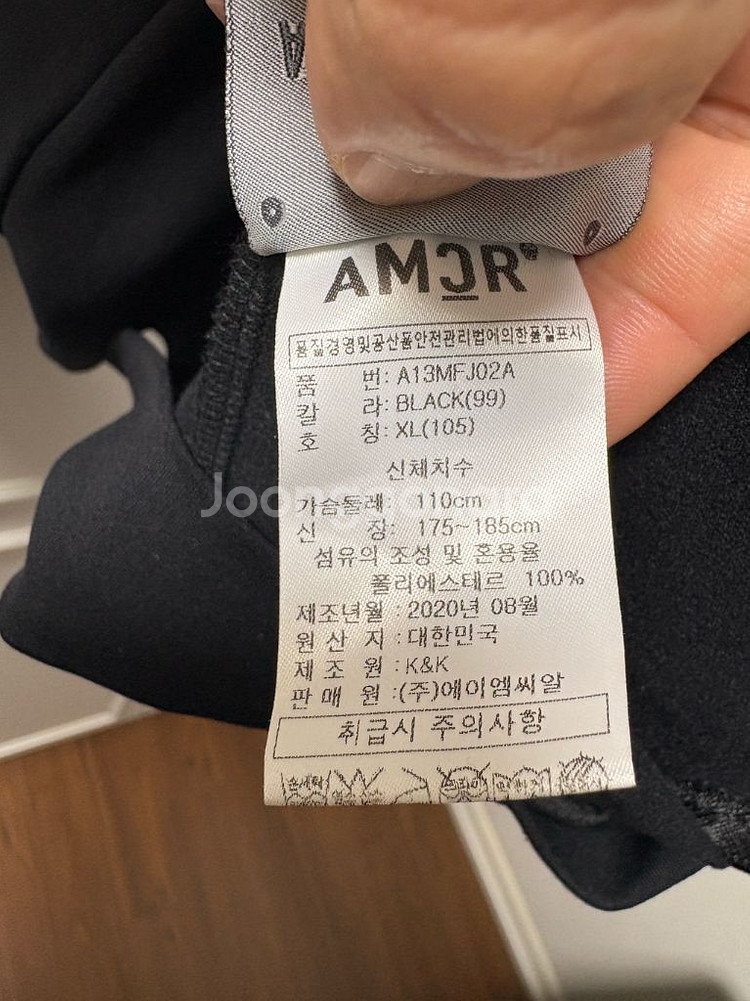 AMCR
품질경영및공산품안전관리법에의한품질표시
품 번: A13MFJ02A
칼 라: BLACK(99)
호 칭: XL(105)
신체치수
가슴둘레: 110cm
신 장: 175~185cm
섬유의 조성 및 혼용율
폴리에스테르 100%
제조년월 : 2020년 08월
원 산 지 : 대한민국
제 조 원 : K&K
판 매 원 : (주)에이엠씨알
취급시 주의사항
손세탁